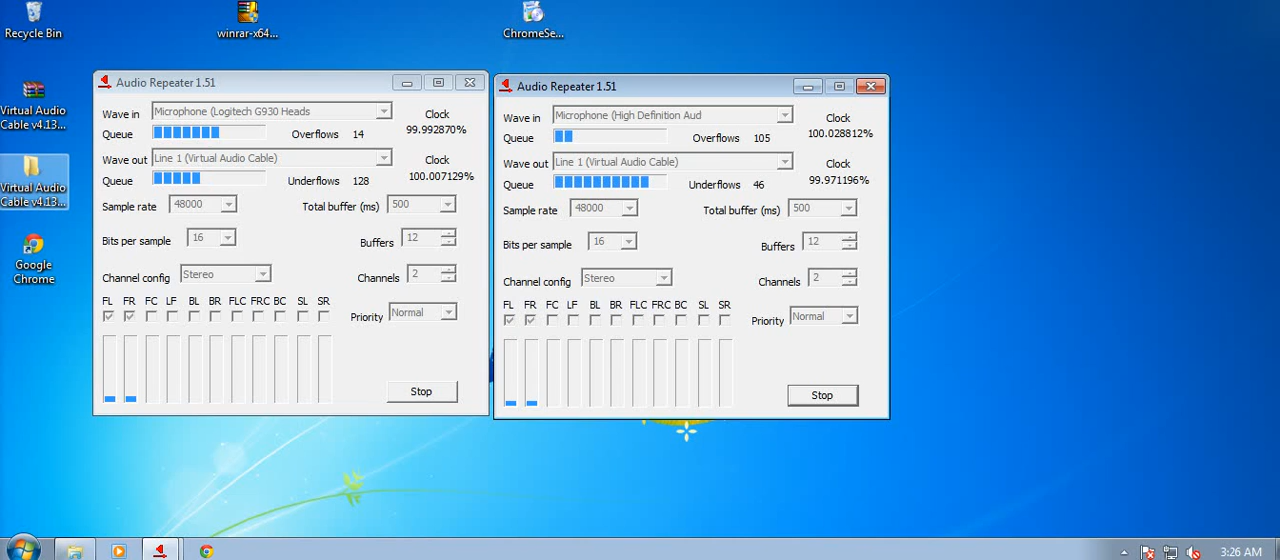 Recycle Bin
winrar-x64...
ChromeSe...
Virtual Audio
Cable v4.13...
Virtual Audio
Cable v4.13...
Google
Chrome
Audio Repeater 1.51
Wave in Microphone (Logitech G930 Heads Clock
Queue Overflows 14 99.992870%
Wave out Line 1 (Virtual Audio Cable) Clock
Queue Underflows 128 100.007129%
Sample rate 48000 Total buffer (ms) 500
Bits per sample 16 Buffers 12
Channel config Stereo Channels 2
FL FR FC LF BL BR FLC FRC BC SL SR
Priority Normal
Stop
Audio Repeater 1.51
Wave in Microphone (High Definition Aud Clock
Queue Overflows 105 100.028812%
Wave out Line 1 (Virtual Audio Cable) Clock
Queue Underflows 46 99.971196%
Sample rate 48000 Total buffer (ms) 500
Bits per sample 16 Buffers 12
Channel config Stereo Channels 2
FL FR FC LF BL BR FLC FRC BC SL SR
Priority Normal
Stop
3:26 AM